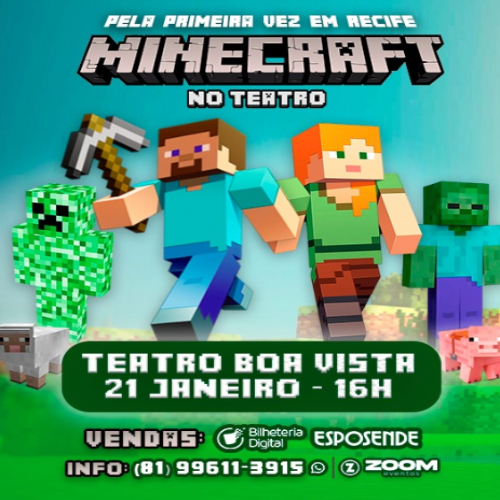 PELA PRIMEIRA VEZ EM RECIFE
MINECRAFT
NO TEATRO
TEATRO BOA VISTA
21 JANEIRO - 16H
VENDAS: Bilheteria Digital ESPOSENDE
INFO: (81) 99611-3915 | ZOOM eventos